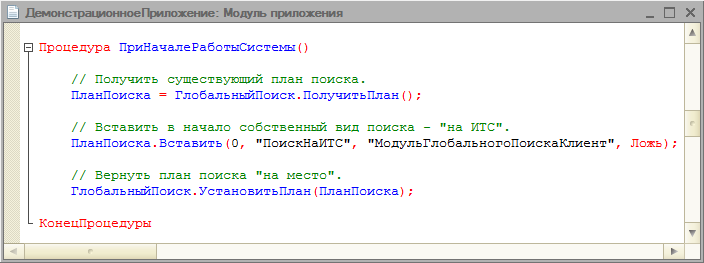 ДемонстрационноеПриложение: Модуль приложения
Процедура ПриНачалеРаботыСистемы()
// Получить существующий план поиска.
ПланПоиска = ГлобальныйПоиск.ПолучитьПлан();
// Вставить в начало собственный вид поиска - "на ИТС".
ПланПоиска.Вставить(0, "ПоискНаИТС", "МодульГлобальногоПоискаКлиент", Ложь);
// Вернуть план поиска "на место".
ГлобальныйПоиск.УстановитьПлан(ПланПоиска);
КонецПроцедуры